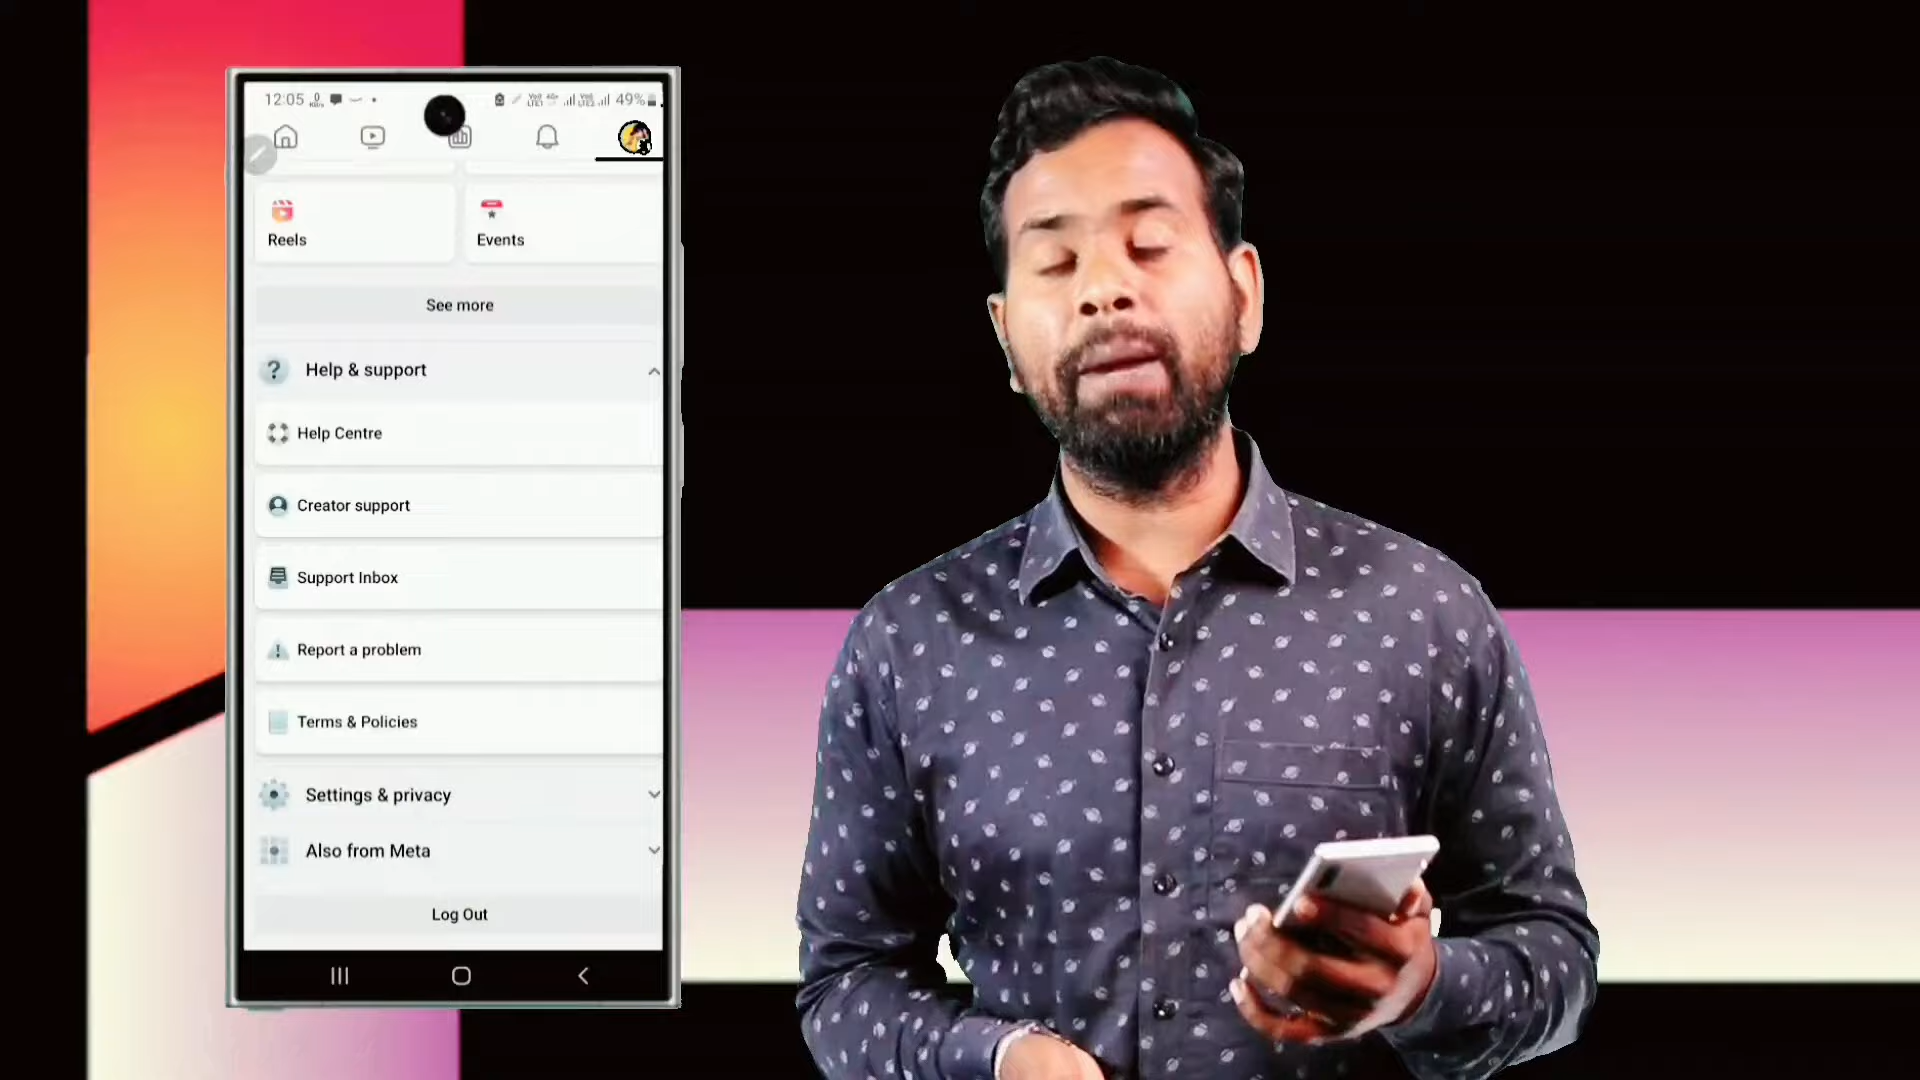 12:05
49%
Reels
Events
See more
Help & support
Help Centre
Creator support
Support Inbox
Report a problem
Terms & Policies
Settings & privacy
Also from Meta
Log Out